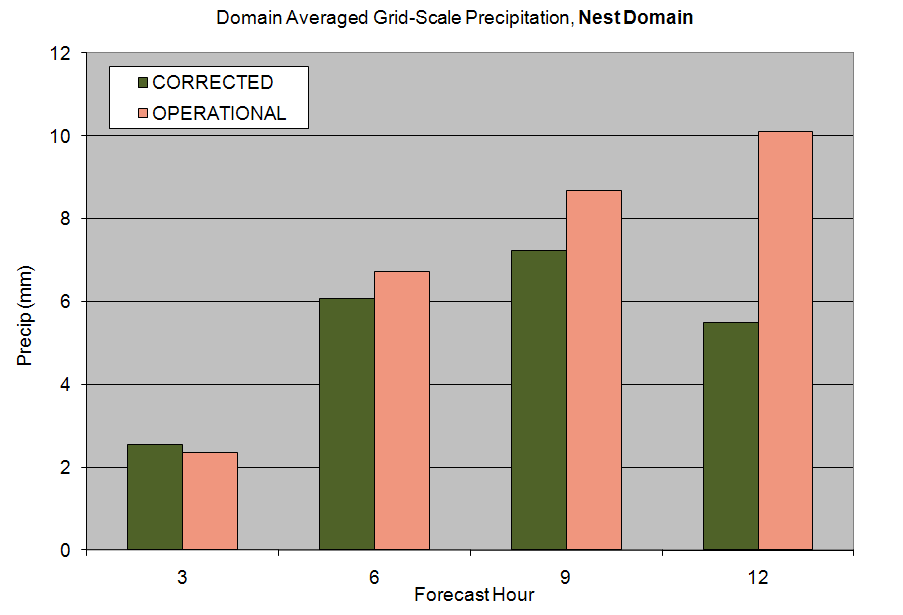 Domain Averaged Grid-Scale Precipitation, Nest Domain
12
CORRECTED
OPERATIONAL
10
8
6
4
2
0
Precip (mm)
3 6 9 12
Forecast Hour